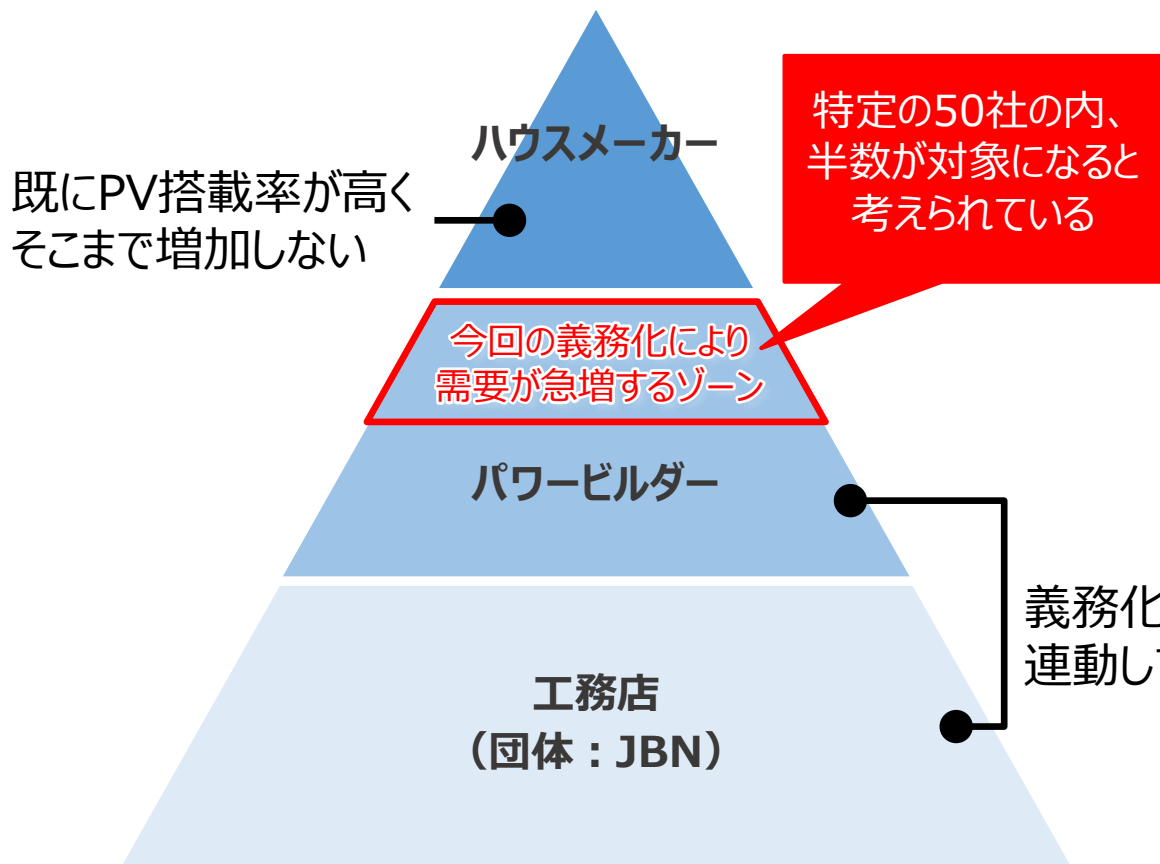 ハウスメーカー
特定の50社の内、
半数が対象になると
考えられている
既にPV搭載率が高く
そこまで増加しない
今回の義務化により
需要が急増するゾーン
パワービルダー
義務化
連動し
工務店
（団体：JBN）